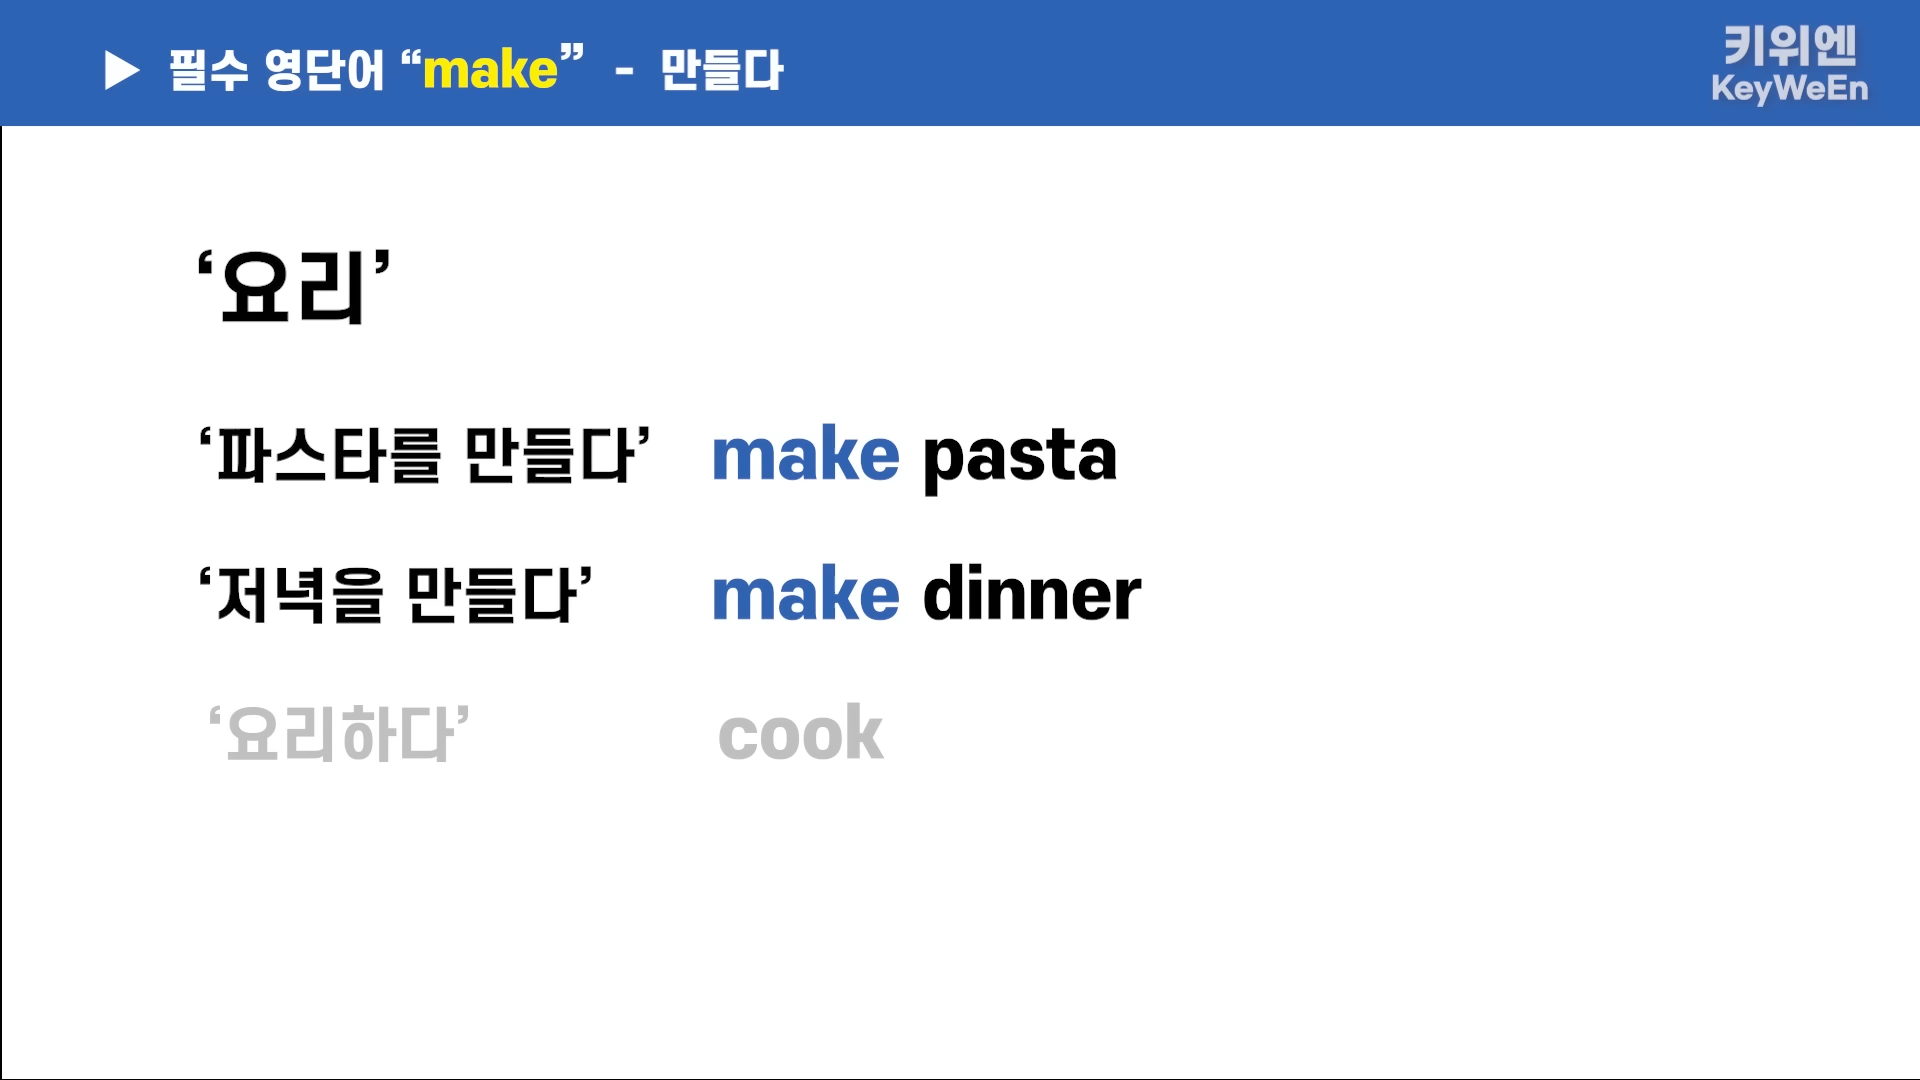 ▶ 필수 영단어 “make” - 만들다
키위엔
KeyWeEn
‘요리’
‘파스타를 만들다’ make pasta
‘저녁을 만들다’ make dinner
‘요리하다’ cook